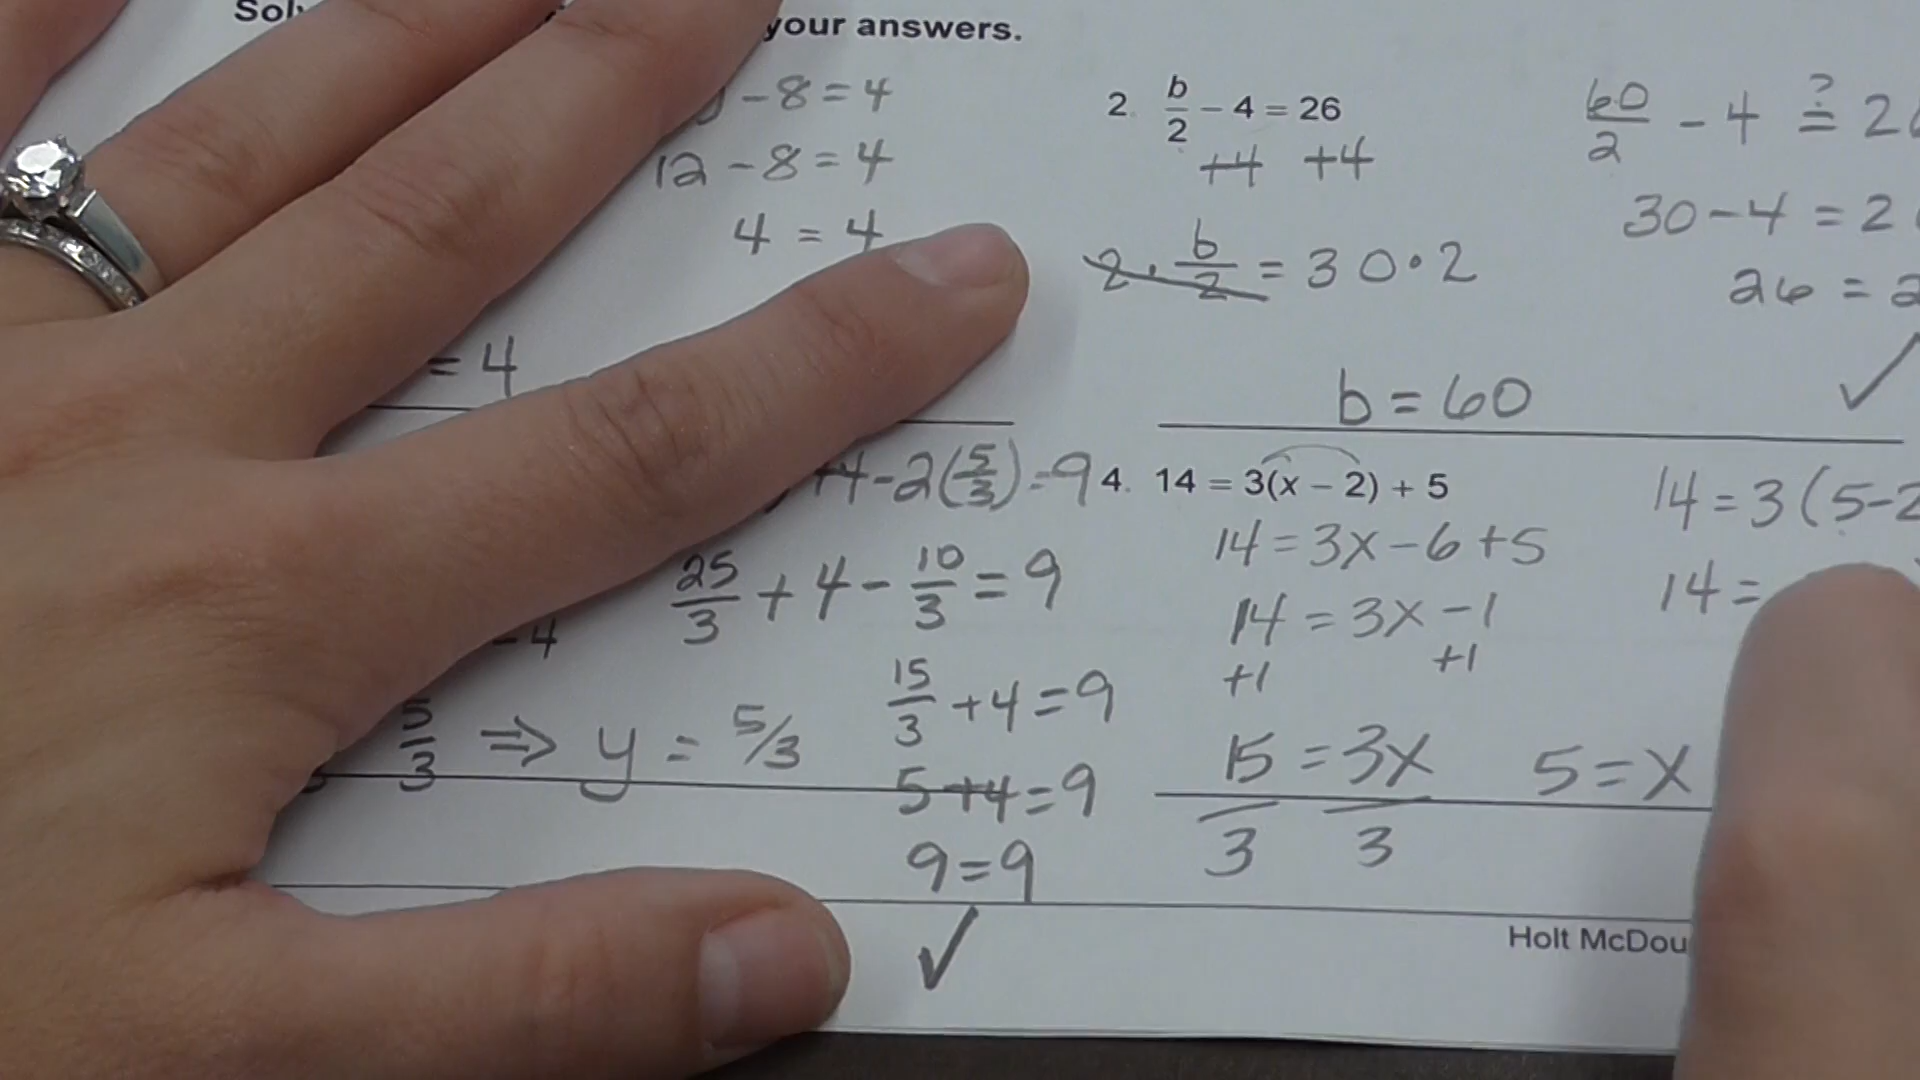 your answers.
- 8 = 4
12 - 8 = 4
4 = 4
= 4
2. b/2 - 4 = 26
+4 +4
2 · b/2 = 30 · 2
b = 60
60/2 - 4 ≟ 2
30 - 4 = 2
26 = 2
✓
+4 - 2(5/3) = 9
25/3 + 4 - 10/3 = 9
- 4
15/3 + 4 = 9
5/3 ⇒ y = 5/3
5 + 4 = 9
9 = 9
✓
4. 14 = 3(x - 2) + 5
14 = 3x - 6 + 5
14 = 3x - 1
+1 +1
15 = 3x 5 = x
3 3
14 = 3(5-2
14 =
Holt McDou